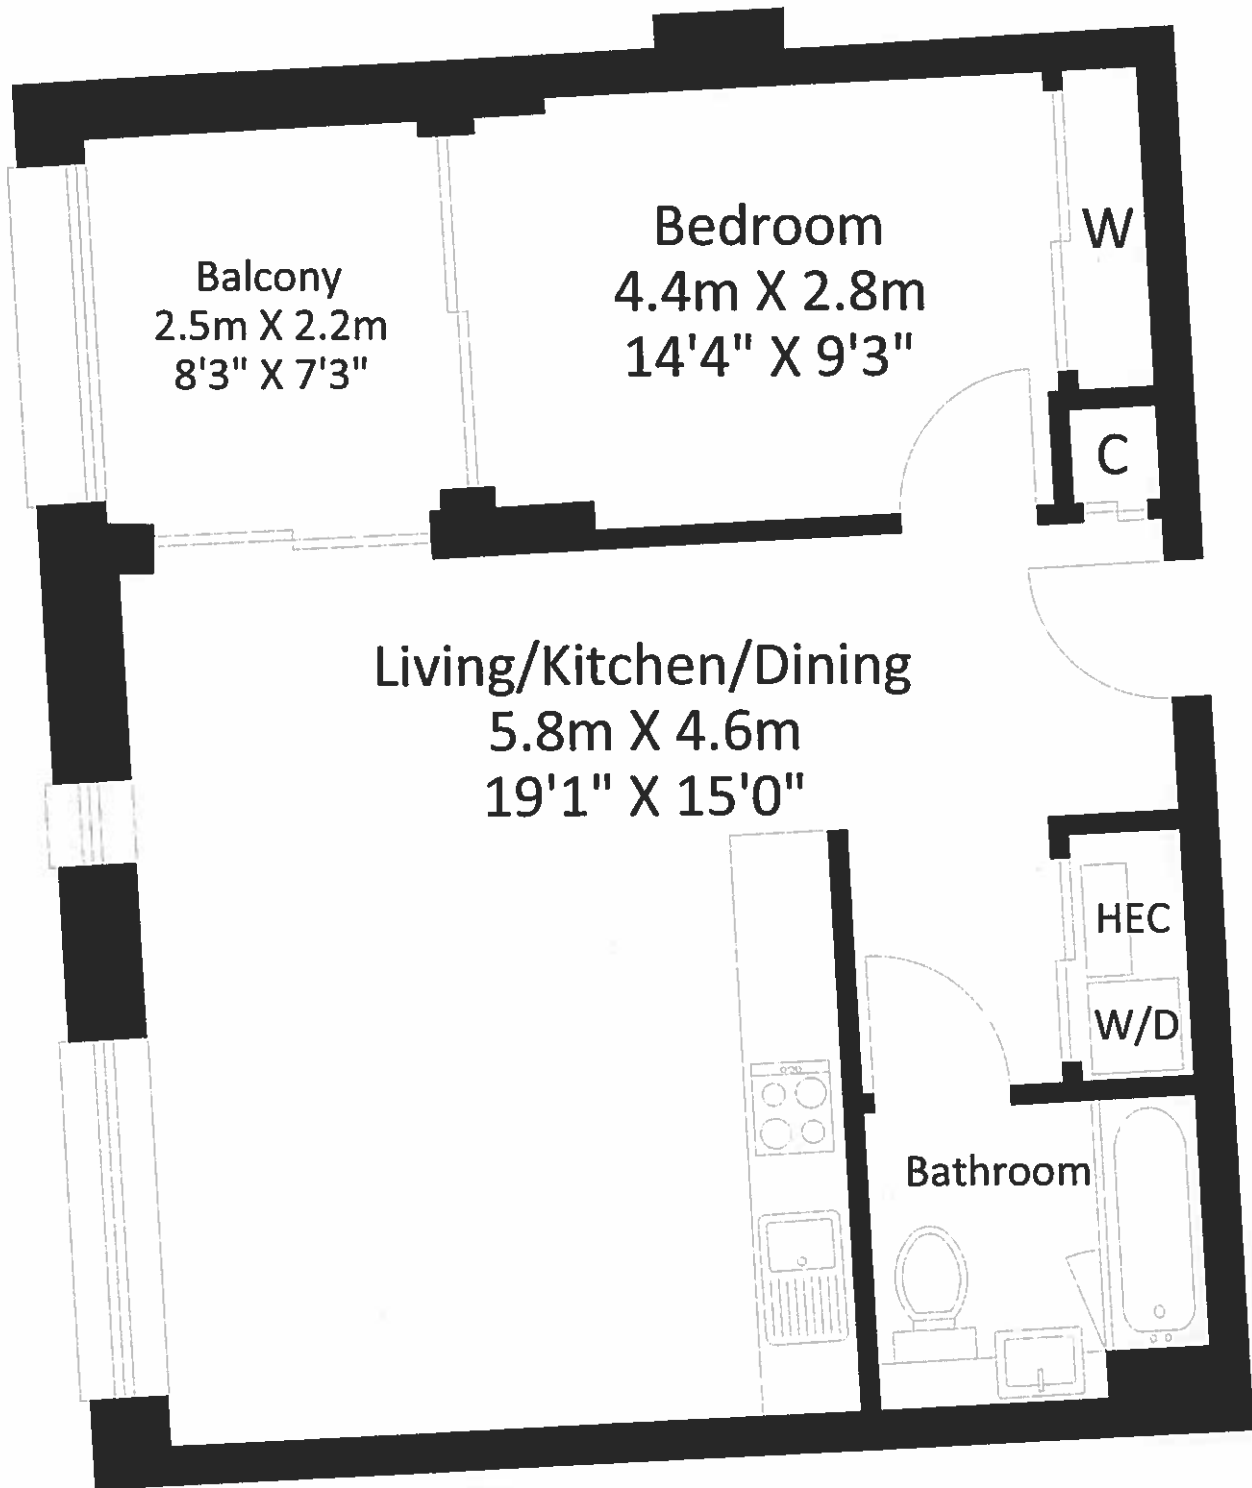 Balcony
2.5m X 2.2m
8'3" X 7'3"
Bedroom
4.4m X 2.8m
14'4" X 9'3"
W
C
Living/Kitchen/Dining
5.8m X 4.6m
19'1" X 15'0"
HEC
W/D
Bathroom